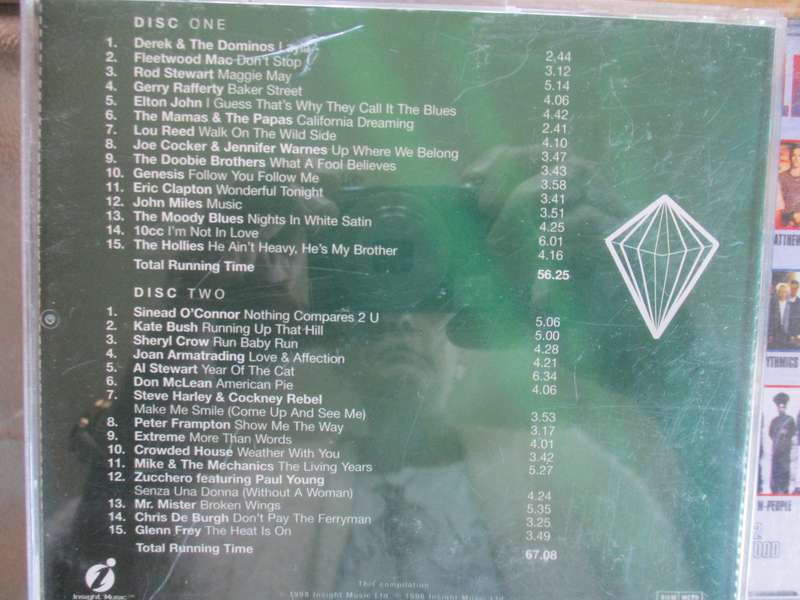 DISC ONE
1. Derek & The Dominos Layla 2.44
2. Fleetwood Mac Don't Stop 3.12
3. Rod Stewart Maggie May 5.14
4. Gerry Rafferty Baker Street 4.06
5. Elton John I Guess That's Why They Call It The Blues 4.42
6. The Mamas & The Papas California Dreaming 2.41
7. Lou Reed Walk On The Wild Side 4.10
8. Joe Cocker & Jennifer Warnes Up Where We Belong 3.47
9. The Doobie Brothers What A Fool Believes 3.43
10. Genesis Follow You Follow Me 3.58
11. Eric Clapton Wonderful Tonight 3.41
12. John Miles Music 3.51
13. The Moody Blues Nights In White Satin 4.25
14. 10cc I'm Not In Love 6.01
15. The Hollies He Ain't Heavy, He's My Brother 4.16
Total Running Time 56.25
DISC TWO
1. Sinead O'Connor Nothing Compares 2 U 5.06
2. Kate Bush Running Up That Hill 5.00
3. Sheryl Crow Run Baby Run 4.28
4. Joan Armatrading Love & Affection 4.21
5. Al Stewart Year Of The Cat 6.34
6. Don McLean American Pie 4.06
7. Steve Harley & Cockney Rebel
Make Me Smile (Come Up And See Me) 3.53
8. Peter Frampton Show Me The Way 3.17
9. Extreme More Than Words 4.01
10. Crowded House Weather With You 3.42
11. Mike & The Mechanics The Living Years 5.27
12. Zucchero featuring Paul Young
Senza Una Donna (Without A Woman) 4.24
13. Mr. Mister Broken Wings 5.35
14. Chris De Burgh Don't Pay The Ferryman 3.25
15. Glenn Frey The Heat Is On 3.49
Total Running Time 67.08
Insight Music
This compilation
Insight Music Ltd. Insight Music Ltd.
ATTHEW
YTHMICS
N-PEOPLE